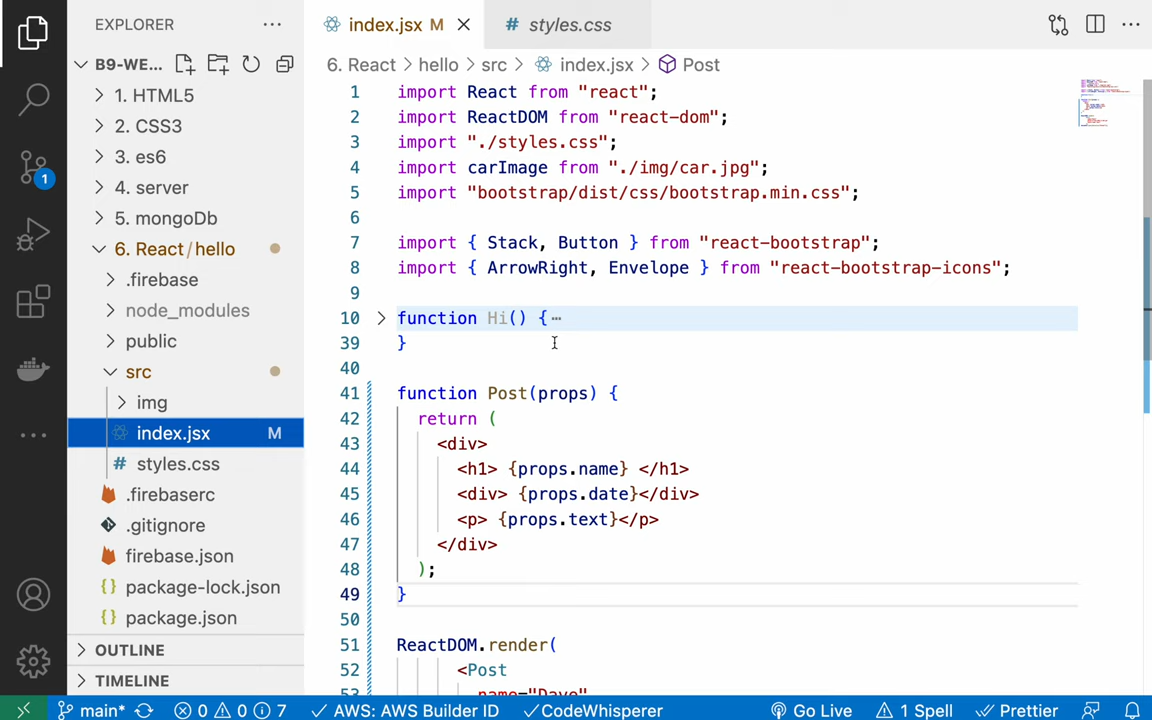 EXPLORER
B9-WE...
1. HTML5
2. CSS3
3. es6
4. server
5. mongoDb
6. React/hello
.firebase
node_modules
public
src
img
index.jsx M
styles.css
.firebaserc
.gitignore
firebase.json
package-lock.json
package.json
OUTLINE
TIMELINE
1
index.jsx M
styles.css
6. React > hello > src > index.jsx > Post
1 import React from "react";
2 import ReactDOM from "react-dom";
3 import "./styles.css";
4 import carImage from "./img/car.jpg";
5 import "bootstrap/dist/css/bootstrap.min.css";
6
7 import { Stack, Button } from "react-bootstrap";
8 import { ArrowRight, Envelope } from "react-bootstrap-icons";
9
10 function Hi() {⋯
39 }
40
41 function Post(props) {
42 return (
43 <div>
44 <h1> {props.name} </h1>
45 <div> {props.date}</div>
46 <p> {props.text}</p>
47 </div>
48 );
49 }
50
51 ReactDOM.render(
52 <Post
53 name="Dave"
main* 0 0 7 AWS: AWS Builder ID CodeWhisperer Go Live 1 Spell Prettier